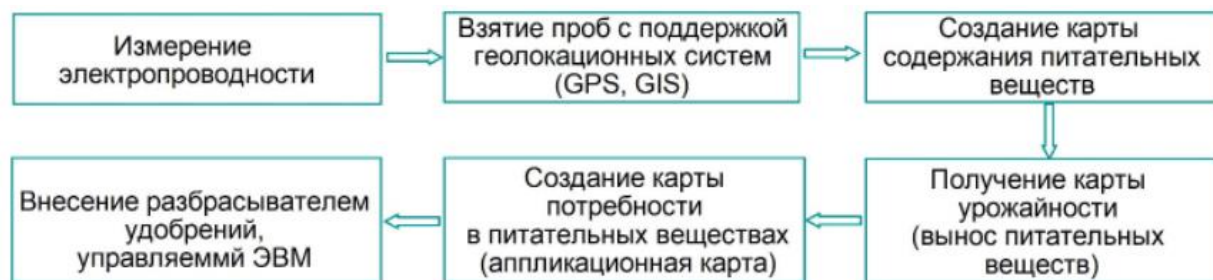 Измерение
электропроводности
Взятие проб с поддержкой
геолокационных систем
(GPS, GIS)
Создание карты
содержания питательных
веществ
Внесение разбрасывателем
удобрений,
управляеммй ЭВМ
Создание карты
потребности
в питательных веществах
(аппликационная карта)
Получение карты
урожайности
(вынос питательных
веществ)